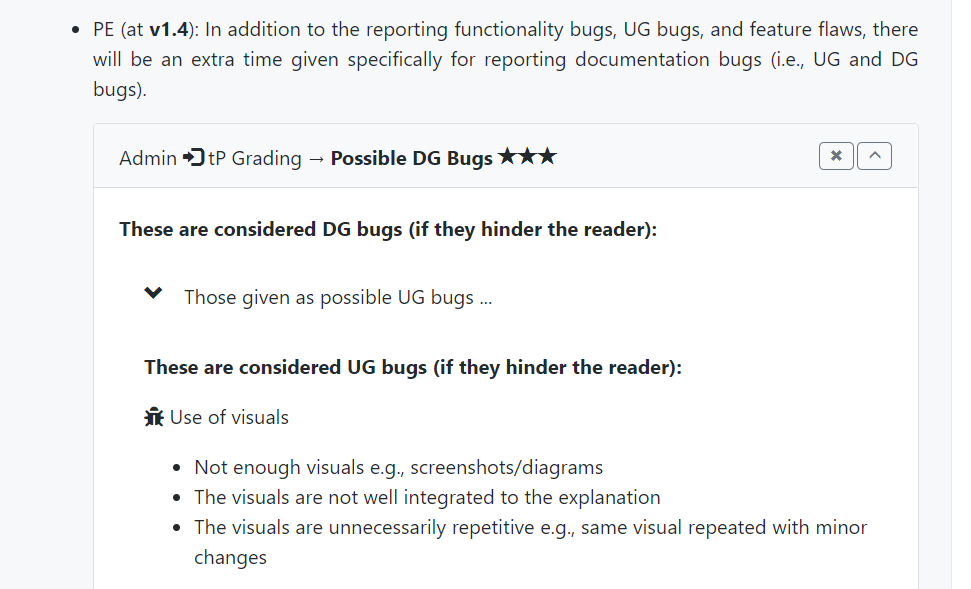 PE (at v1.4): In addition to the reporting functionality bugs, UG bugs, and feature flaws, there
will be an extra time given specifically for reporting documentation bugs (i.e., UG and DG
bugs).
Admin tP Grading → Possible DG Bugs ★★★
These are considered DG bugs (if they hinder the reader):
Those given as possible UG bugs ...
These are considered UG bugs (if they hinder the reader):
Use of visuals
Not enough visuals e.g., screenshots/diagrams
The visuals are not well integrated to the explanation
The visuals are unnecessarily repetitive e.g., same visual repeated with minor
changes